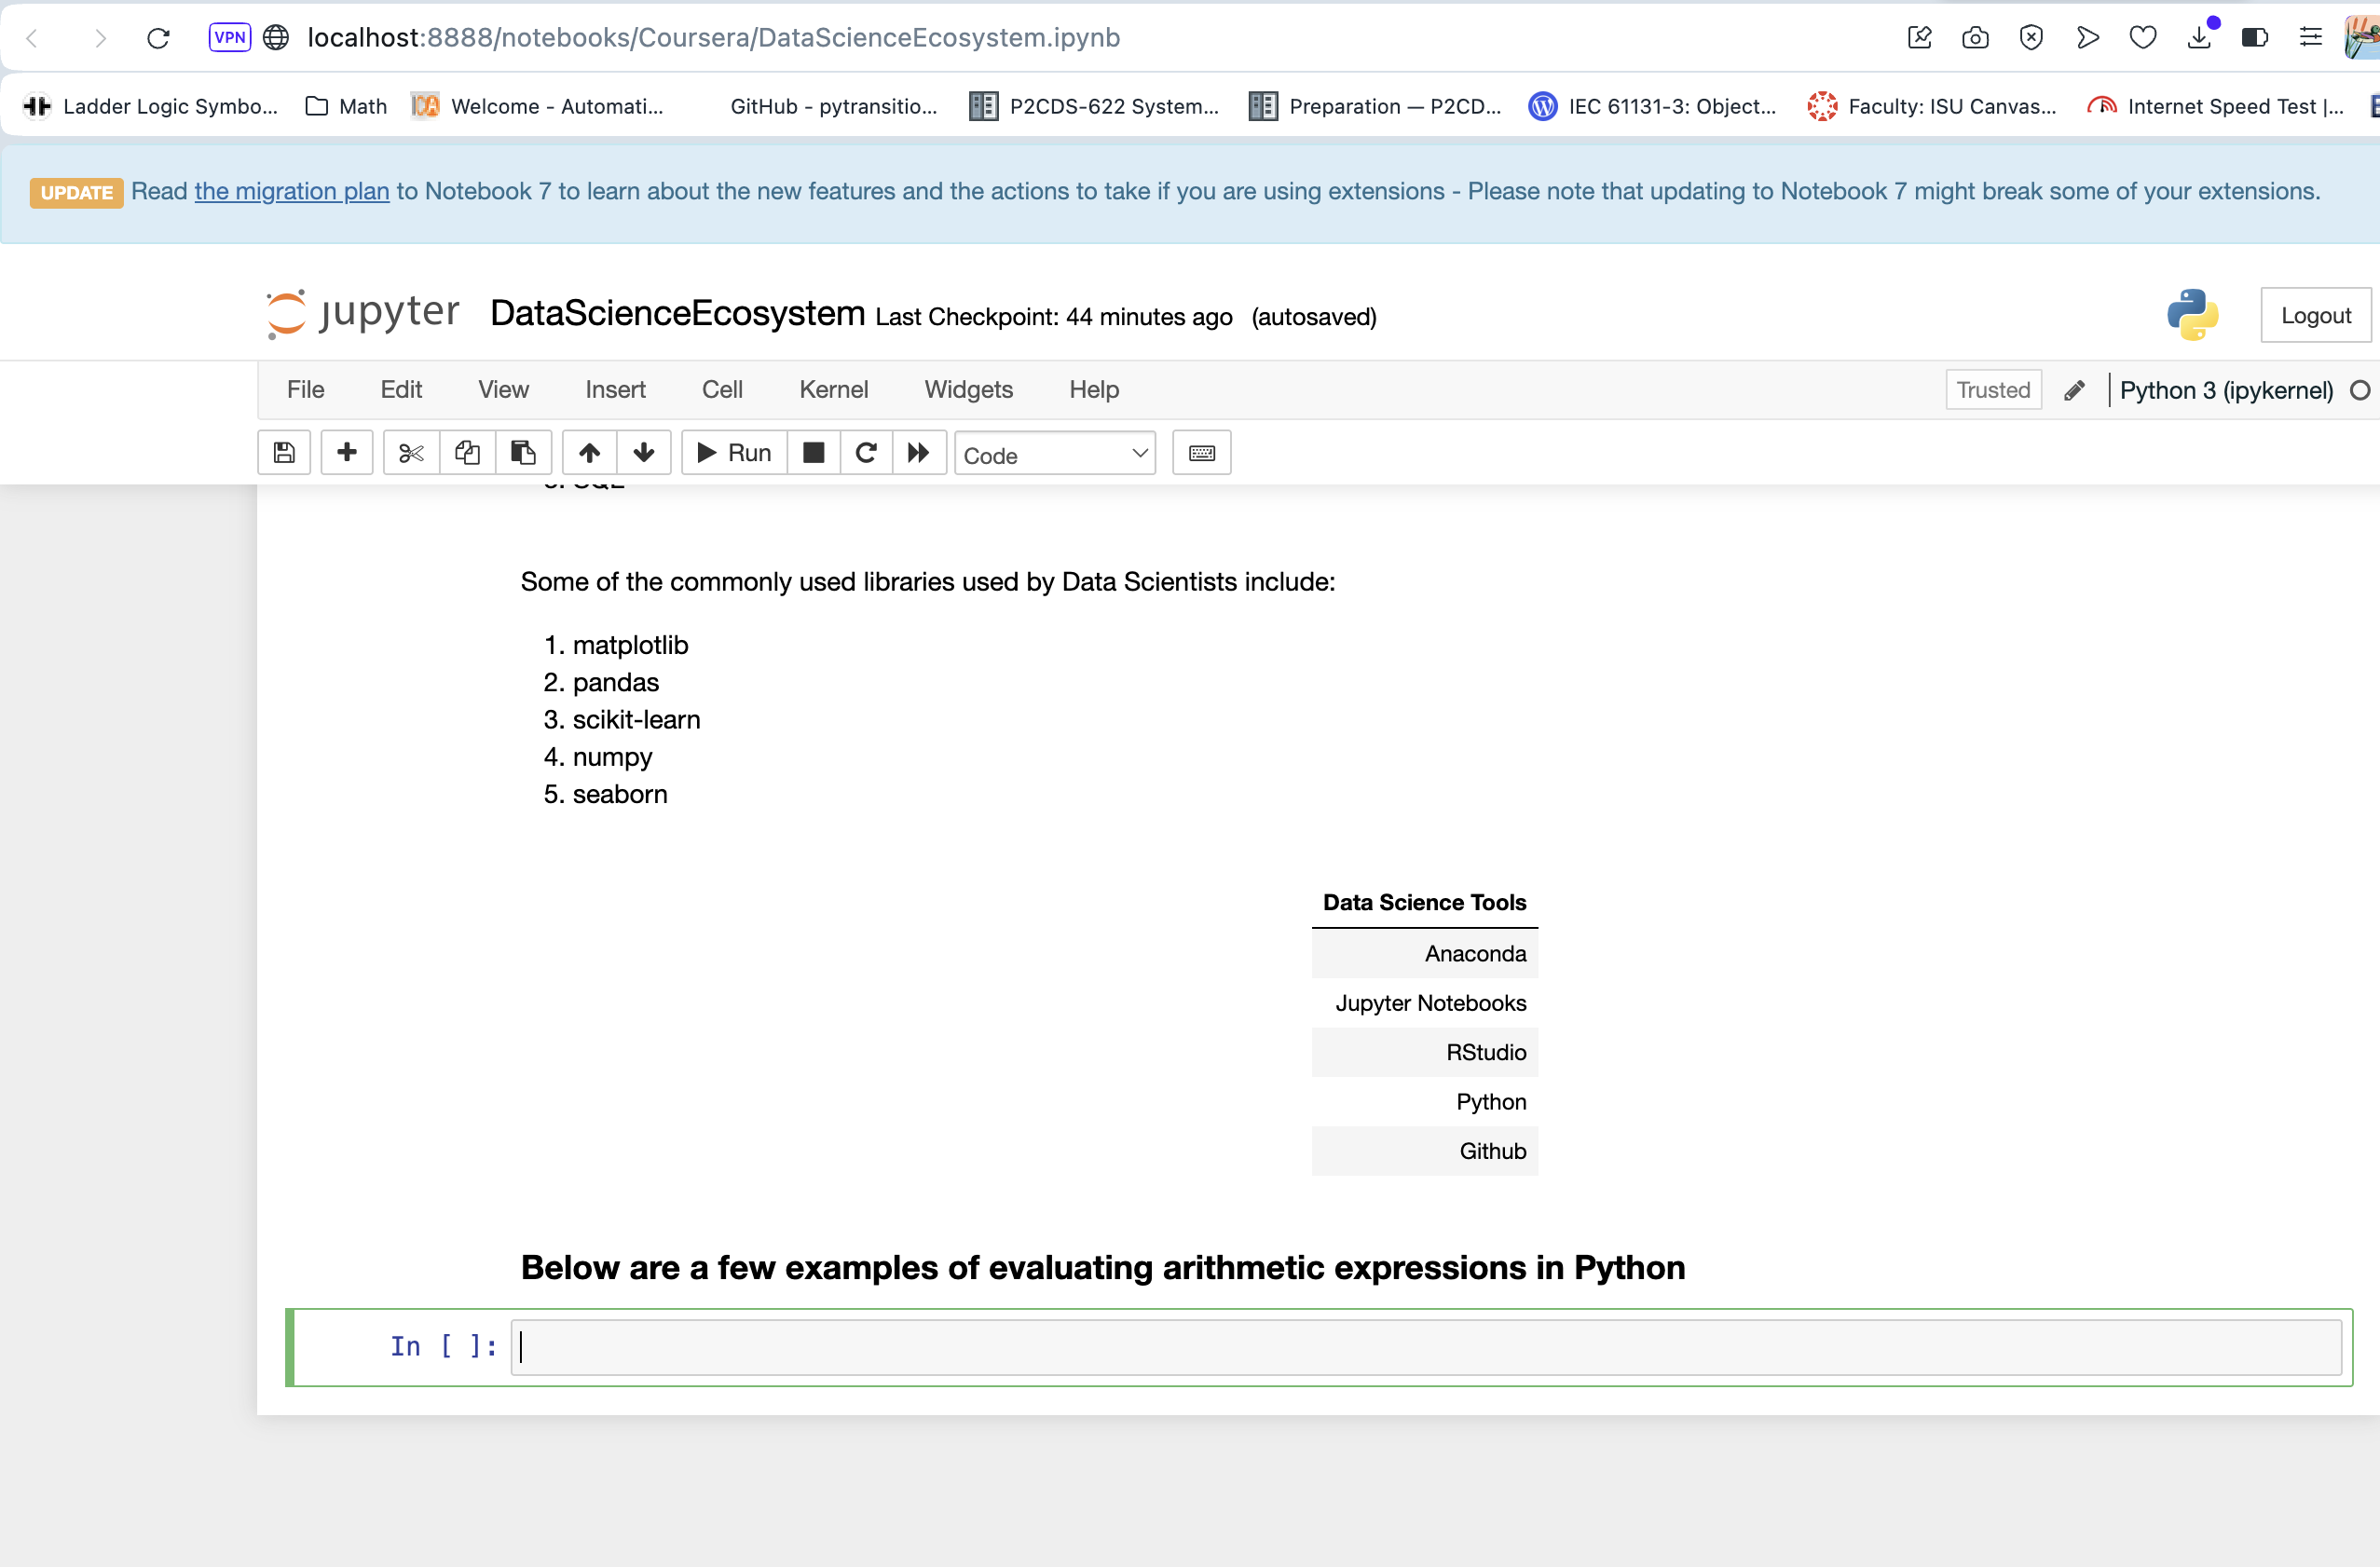 VPN localhost:8888/notebooks/Coursera/DataScienceEcosystem.ipynb
Ladder Logic Symbo... Math Welcome - Automati... GitHub - pytransitio... P2CDS-622 System... Preparation — P2CD... IEC 61131-3: Object... Faculty: ISU Canvas... Internet Speed Test |...
UPDATE Read the migration plan to Notebook 7 to learn about the new features and the actions to take if you are using extensions - Please note that updating to Notebook 7 might break some of your extensions.
jupyter DataScienceEcosystem Last Checkpoint: 44 minutes ago (autosaved) Logout
File Edit View Insert Cell Kernel Widgets Help Trusted Python 3 (ipykernel)
Run Code
Some of the commonly used libraries used by Data Scientists include:
1. matplotlib
2. pandas
3. scikit-learn
4. numpy
5. seaborn
Data Science Tools
Anaconda
Jupyter Notebooks
RStudio
Python
Github
Below are a few examples of evaluating arithmetic expressions in Python
In [ ]: